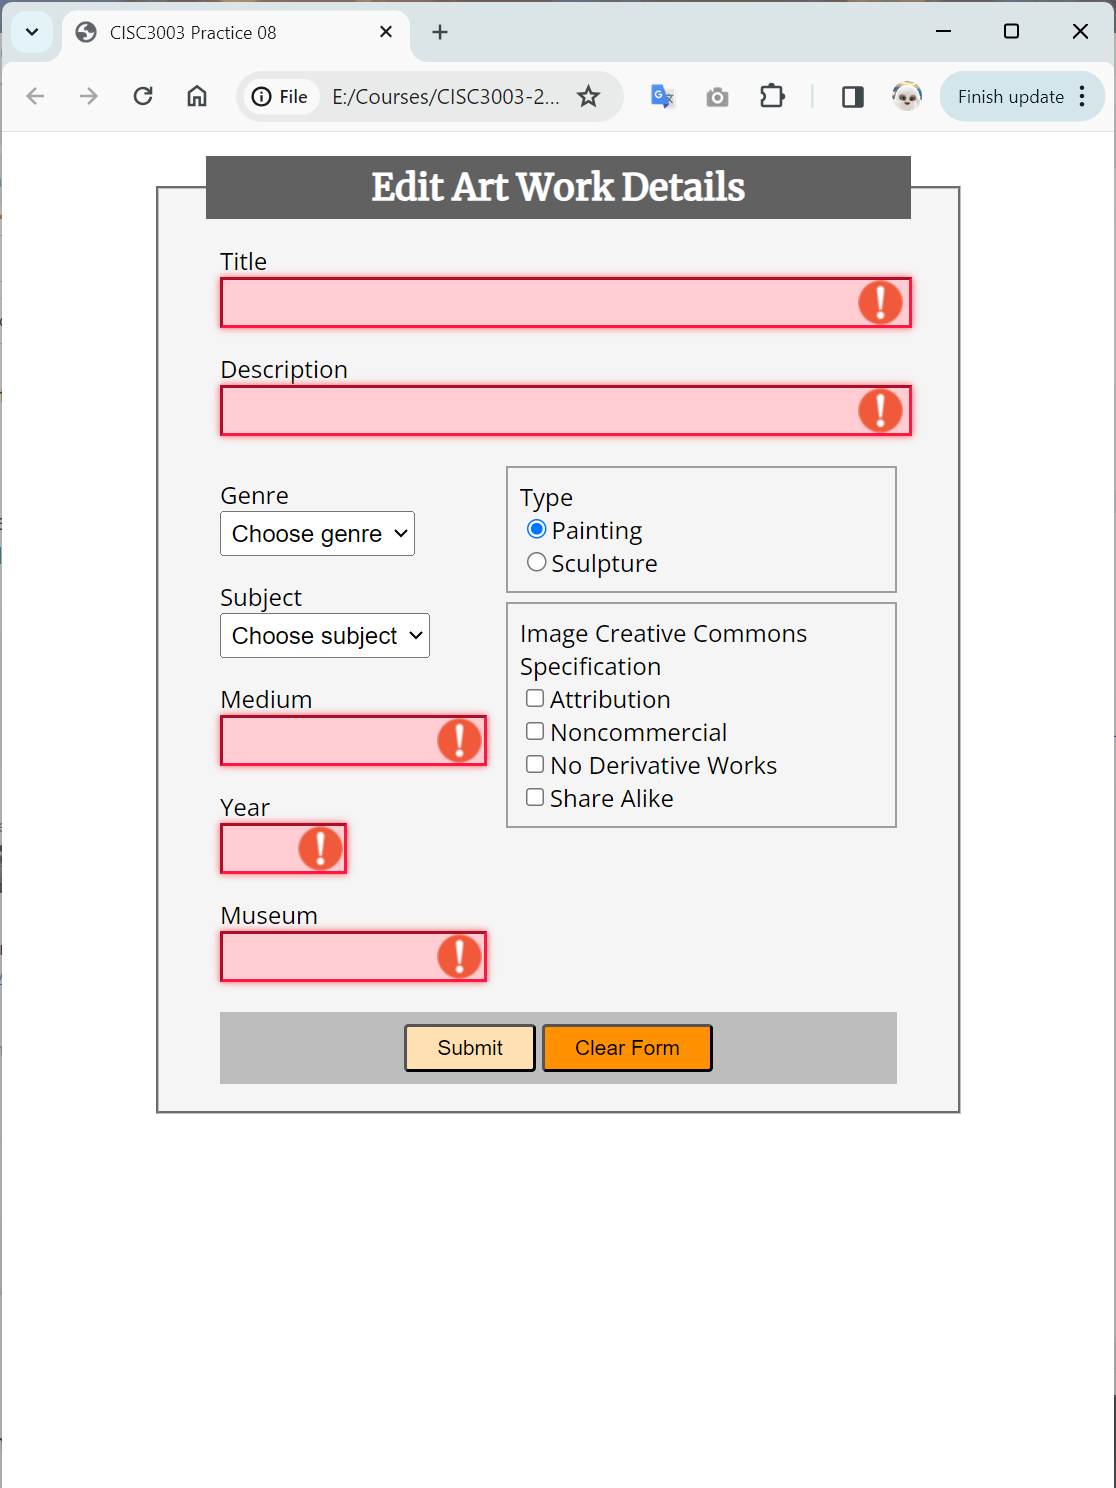 CISC3003 Practice 08
File
E:/Courses/CISC3003-2...
Finish update
Edit Art Work Details
Title
Description
Genre
Choose genre
Subject
Choose subject
Medium
Year
Museum
Type
Painting
Sculpture
Image Creative Commons
Specification
Attribution
Noncommercial
No Derivative Works
Share Alike
Submit
Clear Form